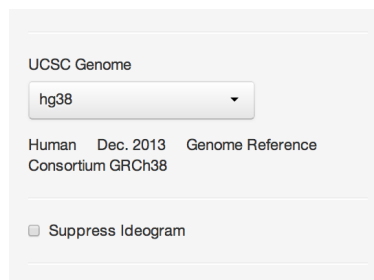 UCSC Genome
hg38
Human Dec. 2013 Genome Reference
Consortium GRCh38
Suppress Ideogram